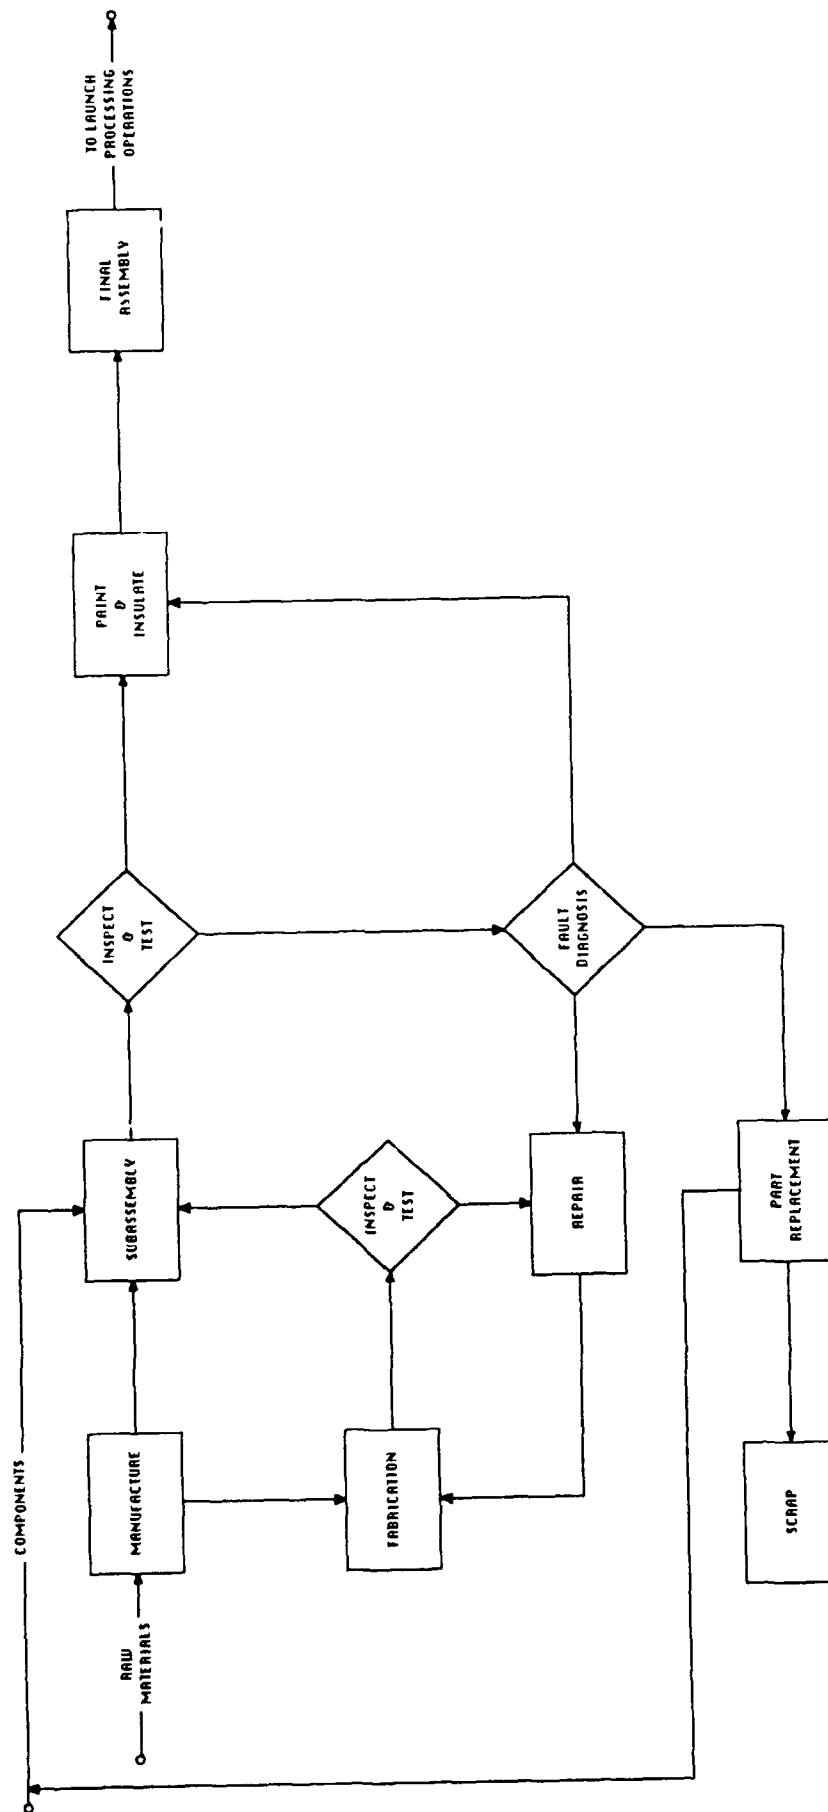 COMPONENTS
RAW
MATERIALS
MANUFACTURE
SUBASSEMBLY
INSPECT
&
TEST
PAINT
&
INSULATE
FINAL
ASSEMBLY
TO LAUNCH
PROCESSING
OPERATIONS
FABRICATION
INSPECT
&
TEST
REPAIR
FAULT
DIAGNOSIS
SCRAP
PART
REPLACEMENT